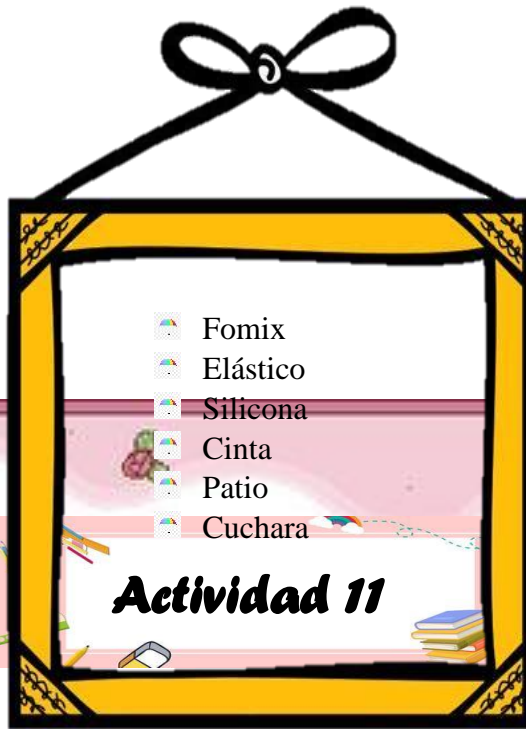 Fomix
Elástico
Silicona
Cinta
Patio
Cuchara
Actividad 11